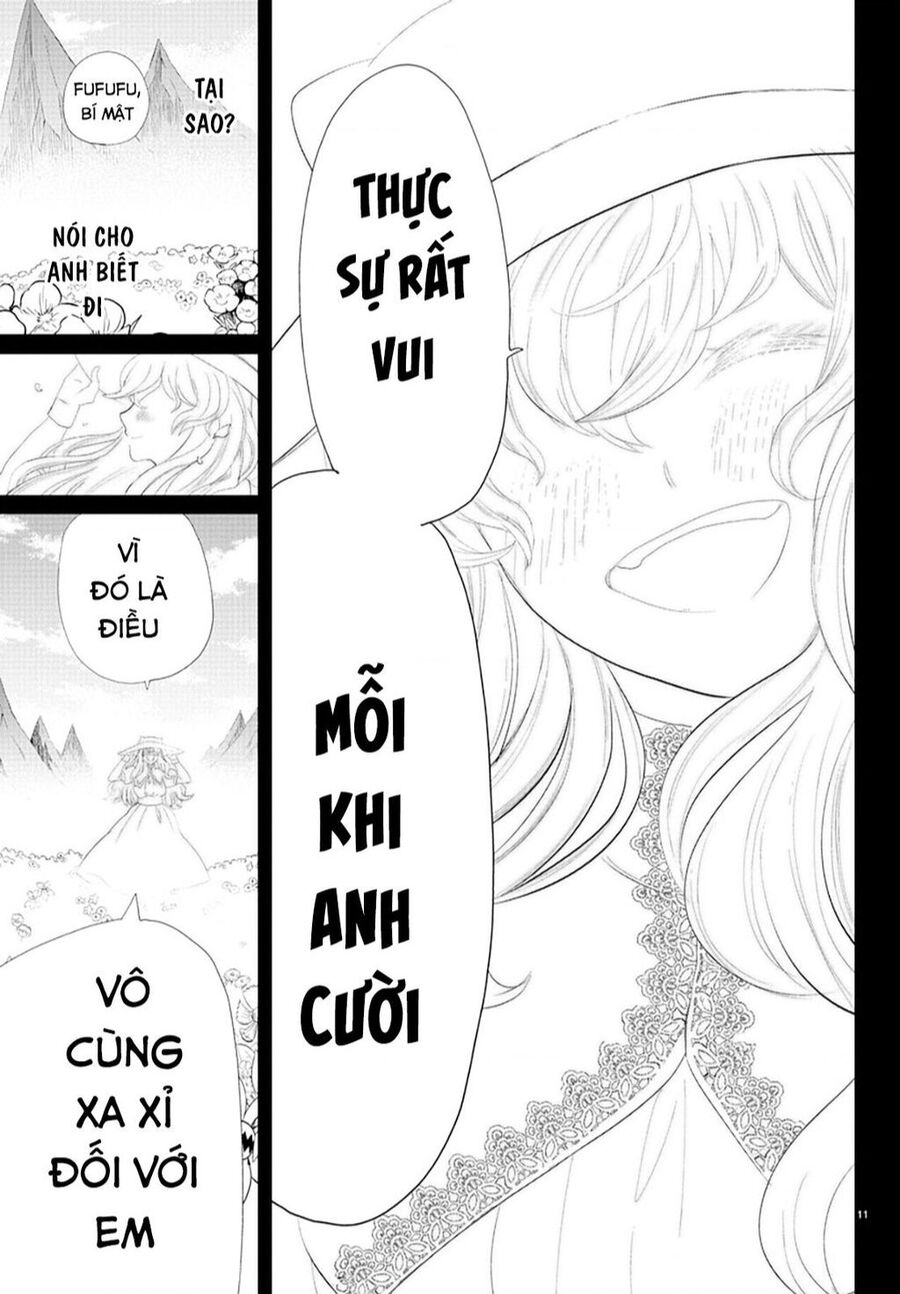 THỰC
SỰ RẤT
VUI
MỖI
KHI
ANH
CƯỜI
TẠI
SAO?
FUFUFU,
BÍ MẬT
NÓI CHO
ANH BIẾT
ĐI
VÌ
ĐÓ LÀ
ĐIỀU
VÔ
CÙNG
XA XỈ
ĐỐI VỚI
EM
11